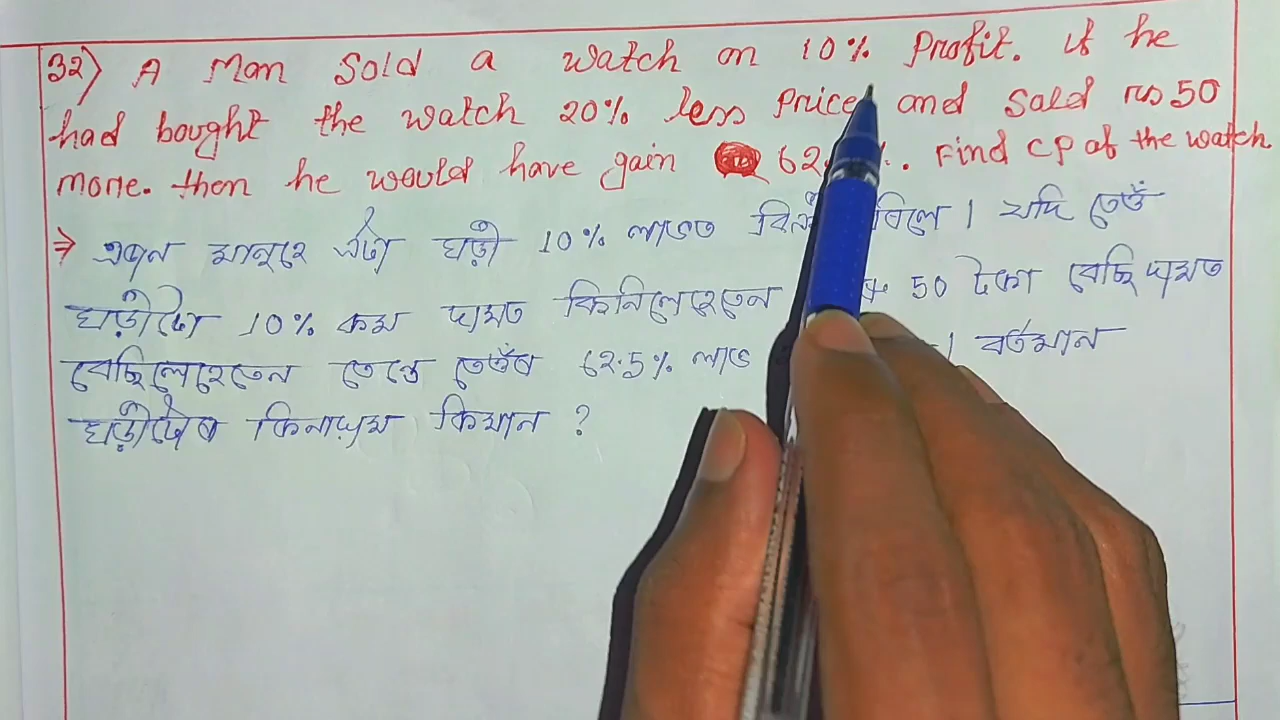 32) A Man Sold a watch on 10% Profit. if he
had bought the watch 20% less Price and Sold rs 50
more. then he would have gain 62. Find CP of the watch
⇒ এজন মানুহে এটা ঘড়ী 10% লাভত । যদি তেওঁ
ঘড়ীটো 10% কম দামত কিনিলেহেতেন 50 টকা বেছি দামত
বেছিলেহেতেন তেন্তে তেওঁৰ 62.5% লাভ । বৰ্তমান
ঘড়ীটোৰ কিনাদাম কিমান ?